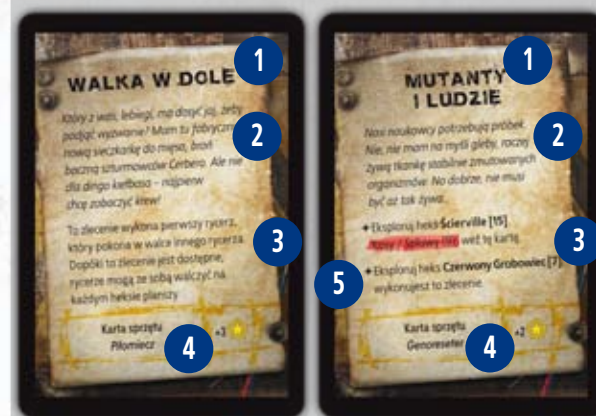 1
WALKA W DOLE
Który z was, lebiegi, ma dosyć jaj, żeby
podjąć wyzwanie? Mam tu fabrycznie
2
nową sieczkarkę do mięsa, broń
boczną szturmowców Cerbero. Ale nie
dla dingo kiełbasa – najpierw
chcę zobaczyć krew!
To zlecenie wykona pierwszy rycerz,
który pokona w walce innego rycerza.
3
Dopóki to zlecenie jest dostępne,
rycerze mogą ze sobą walczyć na
każdym heksie planszy.
Karta sprzętu
Piłomiecz
4
+3
1
MUTANTY
I LUDZIE
Nasi naukowcy potrzebują próbek.
2
Nie, nie mam na myśli gleby, raczej
żywą tkankę stabilnie zmutowanych
organizmów. No dobrze, nie musi
być aż tak żywa.
Eksploruj heks Ścierville [15]
3
weź tę kartę.
5
Eksploruj heks Czerwony Grobowiec [7]
wykonujesz to zlecenie.
Karta sprzętu
Genoreseter
4
+2